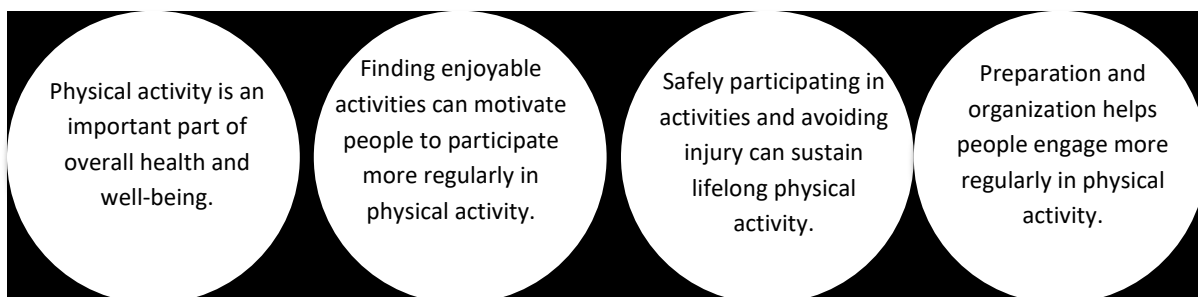 Physical activity is an
important part of
overall health and
well-being.
Finding enjoyable
activities can motivate
people to participate
more regularly in
physical activity.
Safely participating in
activities and avoiding
injury can sustain
lifelong physical
activity.
Preparation and
organization helps
people engage more
regularly in physical
activity.